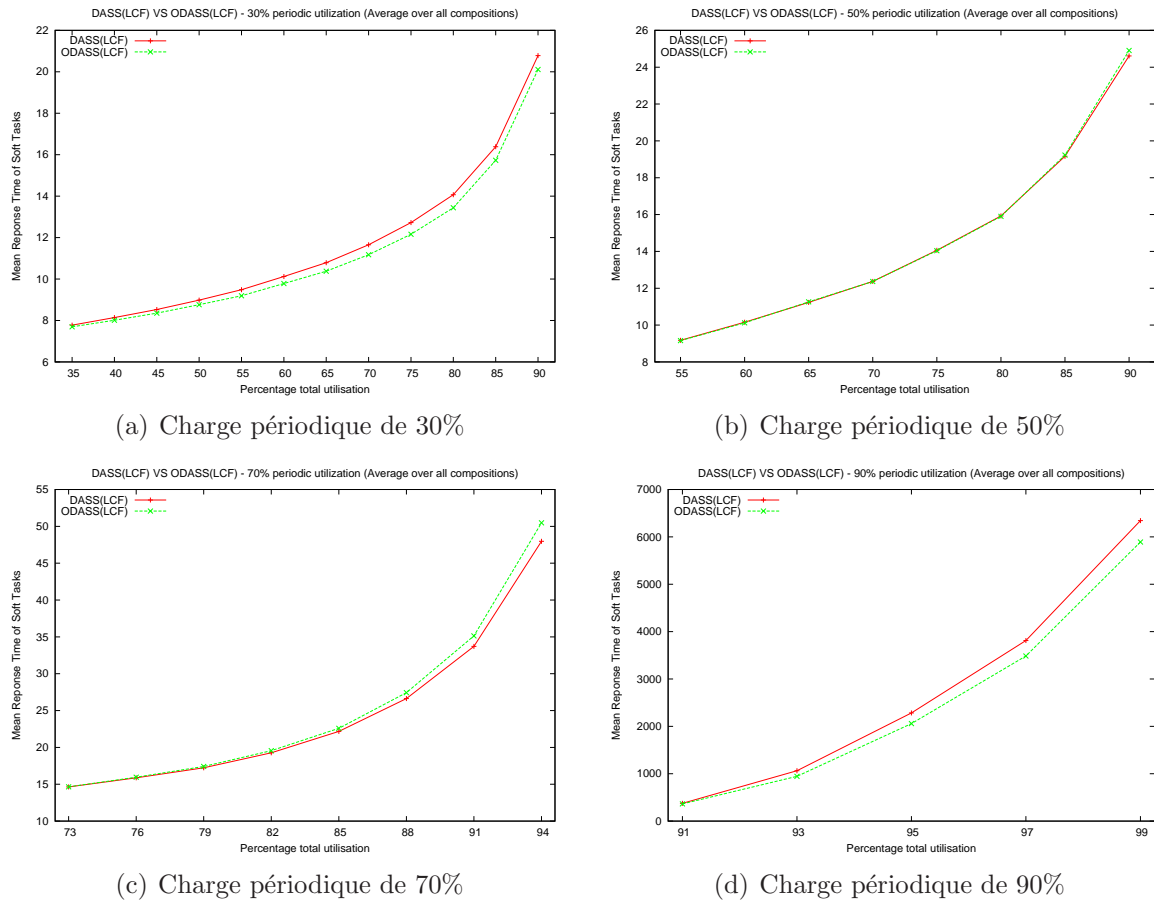 DASS(LCF) VS ODASS(LCF) - 30% periodic utilization (Average over all compositions)
DASS(LCF)
ODASS(LCF)
Mean Reponse Time of Soft Tasks
22
20
18
16
14
12
10
8
6
35 40 45 50 55 60 65 70 75 80 85 90
Percentage total utilisation
(a) Charge périodique de 30%
DASS(LCF) VS ODASS(LCF) - 50% periodic utilization (Average over all compositions)
DASS(LCF)
ODASS(LCF)
Mean Reponse Time of Soft Tasks
26
24
22
20
18
16
14
12
10
8
55 60 65 70 75 80 85 90
Percentage total utilisation
(b) Charge périodique de 50%
DASS(LCF) VS ODASS(LCF) - 70% periodic utilization (Average over all compositions)
DASS(LCF)
ODASS(LCF)
Mean Reponse Time of Soft Tasks
55
50
45
40
35
30
25
20
15
10
73 76 79 82 85 88 91 94
Percentage total utilisation
(c) Charge périodique de 70%
DASS(LCF) VS ODASS(LCF) - 90% periodic utilization (Average over all compositions)
DASS(LCF)
ODASS(LCF)
Mean Reponse Time of Soft Tasks
7000
6000
5000
4000
3000
2000
1000
0
91 93 95 97 99
Percentage total utilisation
(d) Charge périodique de 90%